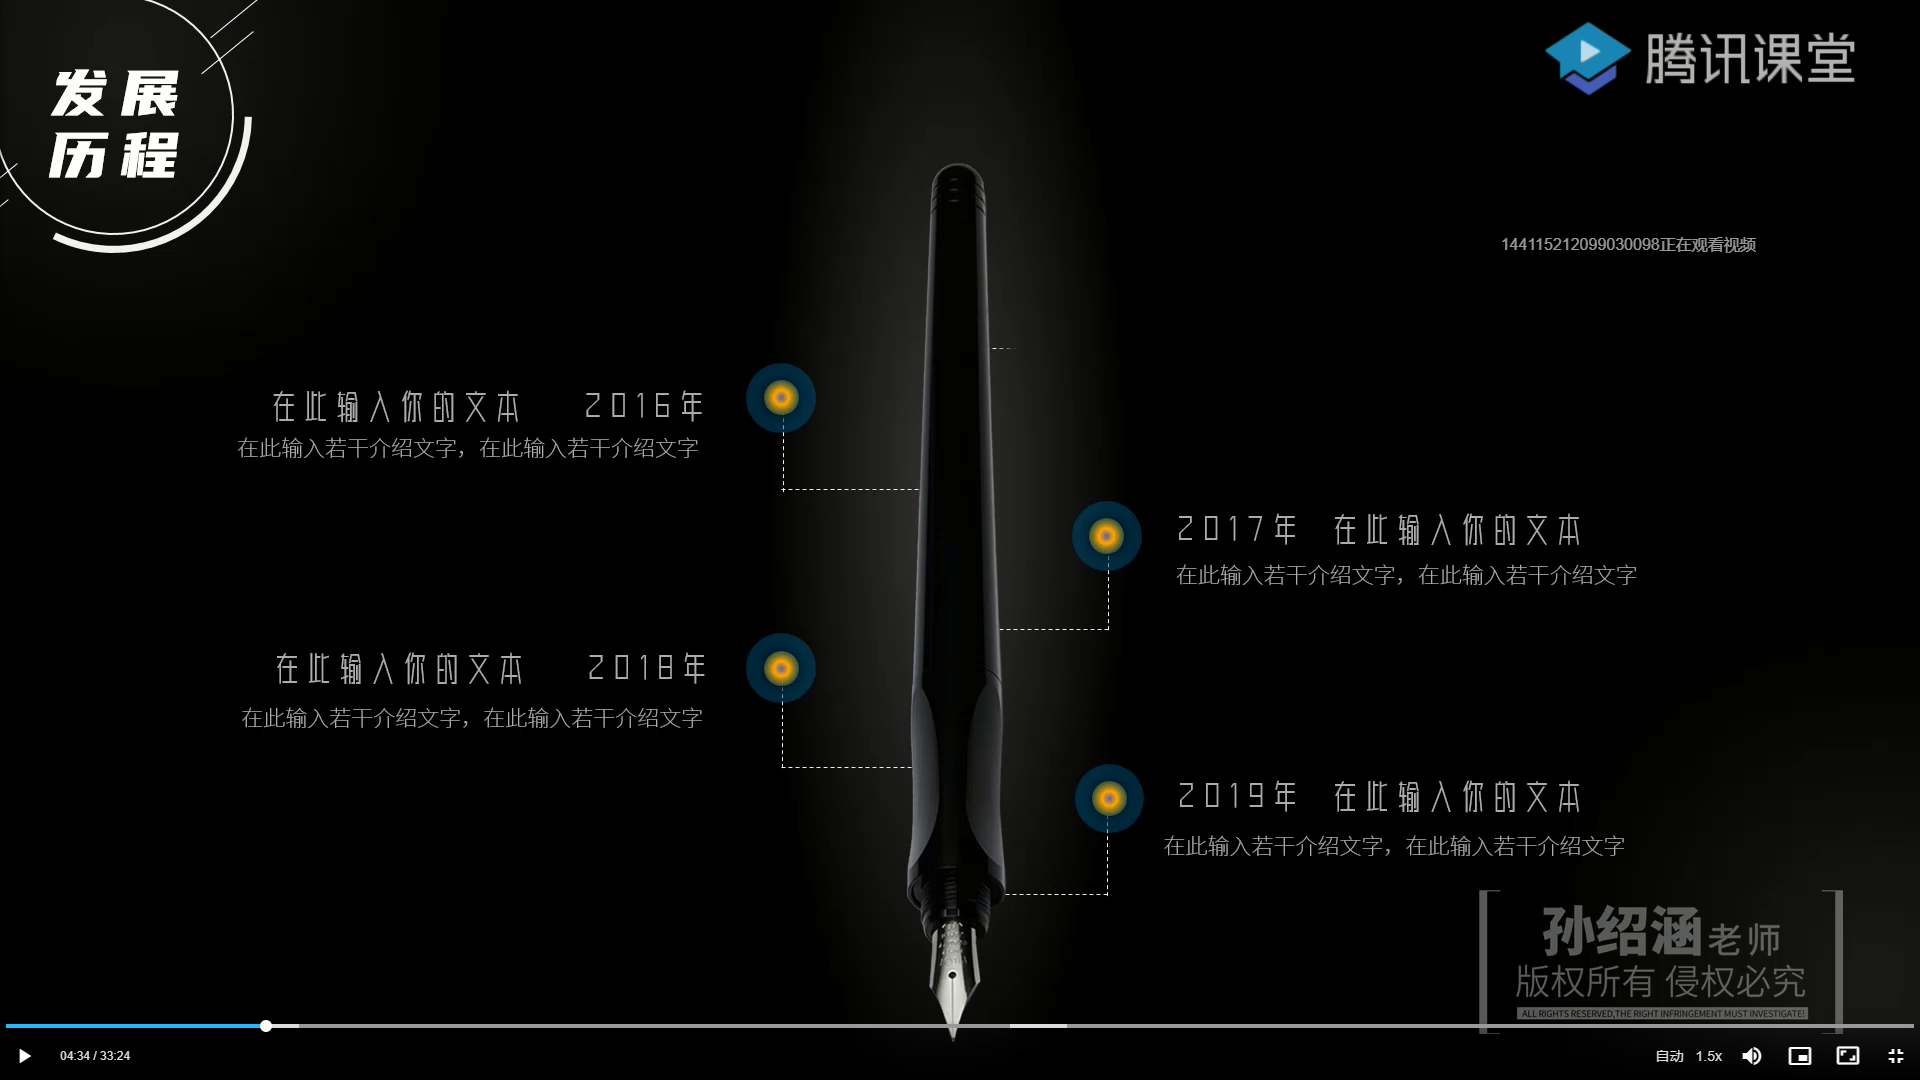 发展
历程
腾讯课堂
144115212099030098正在观看视频
在此输入你的文本 2016年
在此输入若干介绍文字，在此输入若干介绍文字
2017年 在此输入你的文本
在此输入若干介绍文字，在此输入若干介绍文字
在此输入你的文本 2018年
在此输入若干介绍文字，在此输入若干介绍文字
2019年 在此输入你的文本
在此输入若干介绍文字，在此输入若干介绍文字
孙绍涵老师
版权所有 侵权必究
ALL RIGHTS RESERVED,THE RIGHT INFRINGEMENT MUST INVESTIGATE!
04:34 / 33:24
自动 1.5x